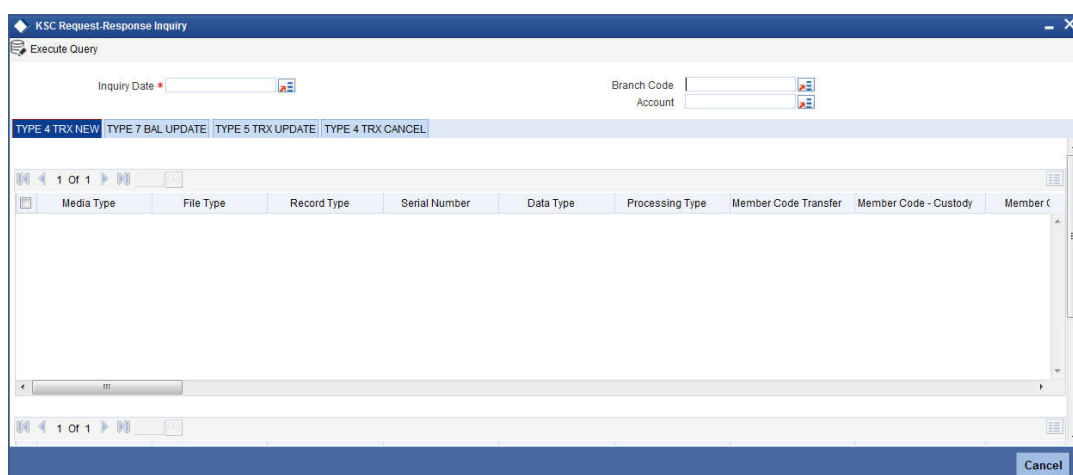 KSC Request-Response Inquiry
Execute Query
Inquiry Date *
Branch Code
Account
TYPE 4 TRX NEW TYPE 7 BAL UPDATE TYPE 5 TRX UPDATE TYPE 4 TRX CANCEL
1 Of 1 Go
Media Type File Type Record Type Serial Number Data Type Processing Type Member Code Transfer Member Code - Custody Member C
1 Of 1 Go
Cancel